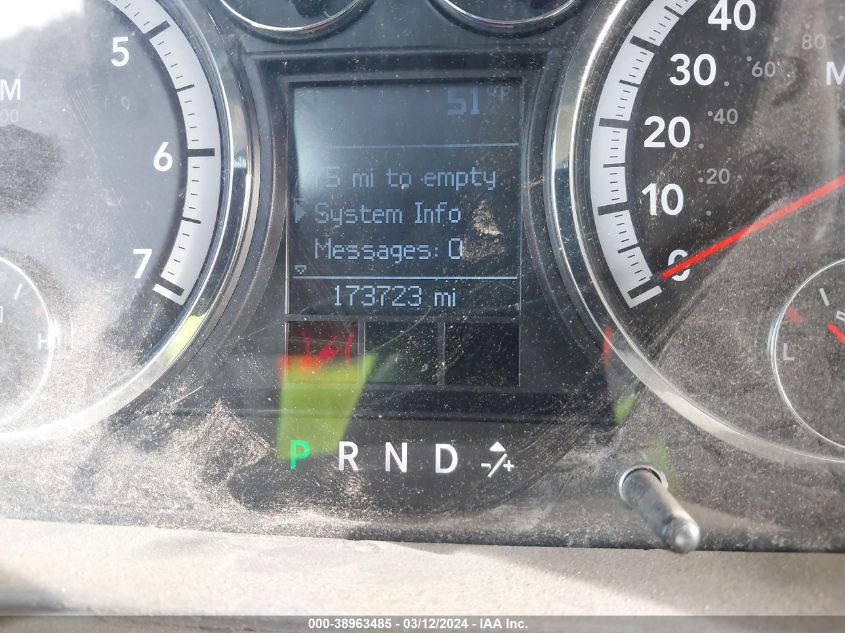 51°F
mi to empty
System Info
Messages: 0
173723 mi
P R N D -/+
5
6
7
H
40
30
20
10
0
80
60
40
20
M
L
000-38963485 - 03/12/2024 - IAA Inc.